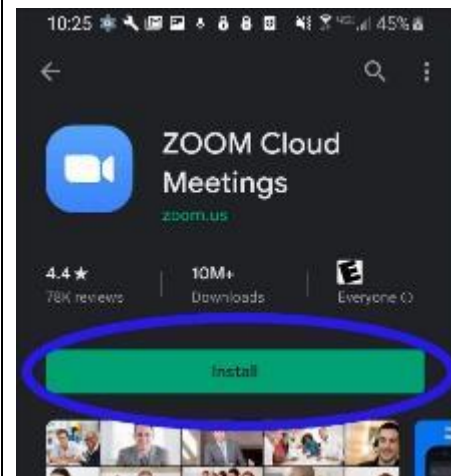 10:25
45%
ZOOM Cloud
Meetings
zoom.us
4.4★
10M+
E
78K reviews
Downloads
Everyone
Install